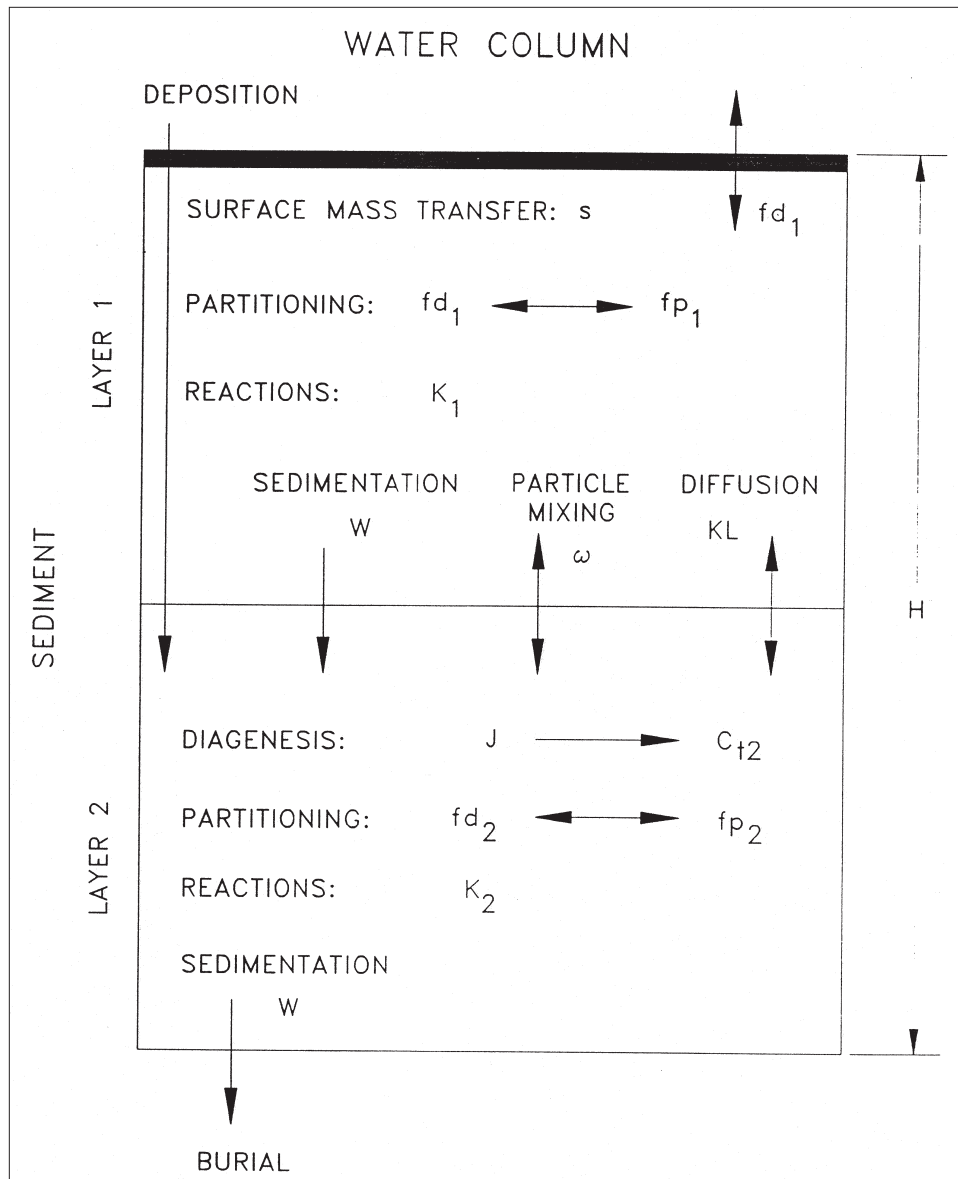 WATER COLUMN
DEPOSITION
SURFACE MASS TRANSFER: s fd1
PARTITIONING: fd1 fp1
REACTIONS: K1
LAYER 1
SEDIMENTATION PARTICLE DIFFUSION
MIXING
W ω KL
SEDIMENT
H
DIAGENESIS: J Ct2
PARTITIONING: fd2 fp2
LAYER 2
REACTIONS: K2
SEDIMENTATION
W
BURIAL